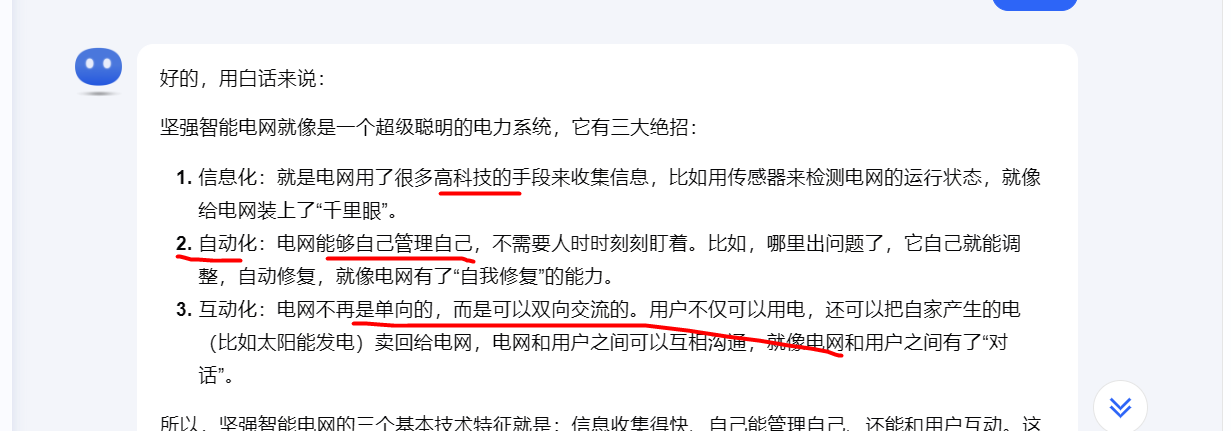 好的，用白话来说：
坚强智能电网就像是一个超级聪明的电力系统，它有三大绝招：
1. 信息化：就是电网用了很多高科技的手段来收集信息，比如用传感器来检测电网的运行状态，就像
给电网装上了“千里眼”。
2. 自动化：电网能够自己管理自己，不需要人时时刻刻盯着。比如，哪里出问题了，它自己就能调
整，自动修复，就像电网有了“自我修复”的能力。
3. 互动化：电网不再是单向的，而是可以双向交流的。用户不仅可以用电，还可以把自家产生的电
（比如太阳能发电）卖回给电网，电网和用户之间可以互相沟通，就像电网和用户之间有了“对
话”。
所以，坚强智能电网的三个基本技术特征就是：信息收集得快、自己能管理自己、还能和用户互动。这